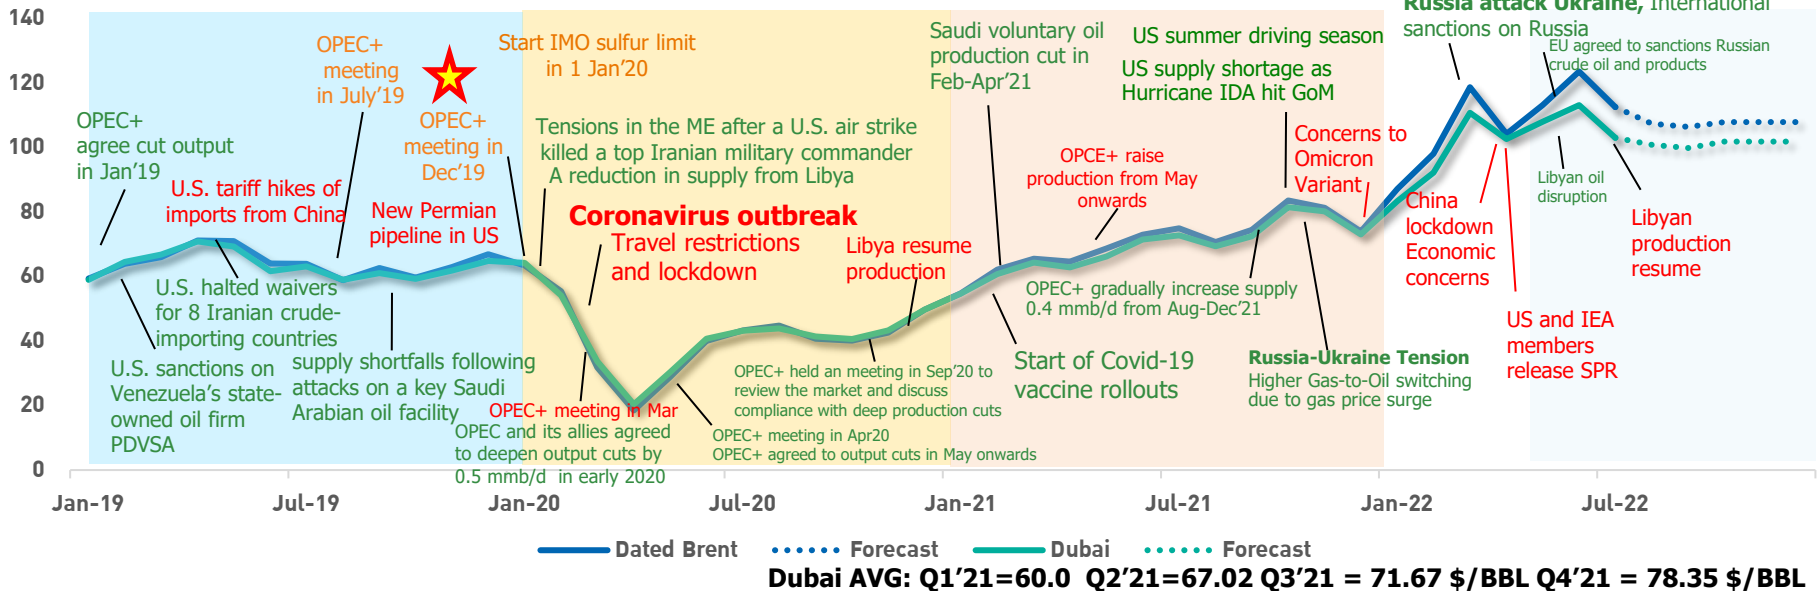 140
120
100
80
60
40
20
0
OPEC+
agree cut output
in Jan’19
U.S. tariff hikes of
imports from China
OPEC+
meeting
in July’19
New Permian
pipeline in US
OPEC+
meeting in
Dec’19
U.S. halted waivers
for 8 Iranian crude-
importing countries
U.S. sanctions on
Venezuela’s state-
owned oil firm
PDVSA
supply shortfalls following
attacks on a key Saudi
Arabian oil facility
Start IMO sulfur limit
in 1 Jan’20
Tensions in the ME after a U.S. air strike
killed a top Iranian military commander
A reduction in supply from Libya
Coronavirus outbreak
Travel restrictions
and lockdown
Libya resume
production
OPEC+ meeting in Mar
OPEC and its allies agreed
to deepen output cuts by
0.5 mmb/d in early 2020
OPEC+ held an meeting in Sep’20 to
review the market and discuss
compliance with deep production cuts
OPEC+ meeting in Apr20
OPEC+ agreed to output cuts in May onwards
Saudi voluntary oil
production cut in
Feb-Apr’21
US summer driving season
US supply shortage as
Hurricane IDA hit GoM
OPCE+ raise
production from May
onwards
Concerns to
Omicron
Variant
OPEC+ gradually increase supply
0.4 mmb/d from Aug-Dec’21
Start of Covid-19
vaccine rollouts
Russia-Ukraine Tension
Higher Gas-to-Oil switching
due to gas price surge
Russia attack Ukraine, International
sanctions on Russia
EU agreed to sanctions Russian
crude oil and products
China
lockdown
Economic
concerns
Libyan oil
disruption
Libyan
production
resume
US and IEA
members
release SPR
Jan-19
Jul-19
Jan-20
Jul-20
Jan-21
Jul-21
Jan-22
Jul-22
Dated Brent
Forecast
Dubai
Forecast
Dubai AVG: Q1’21=60.0 Q2’21=67.02 Q3’21 = 71.67 $/BBL Q4’21 = 78.35 $/BBL